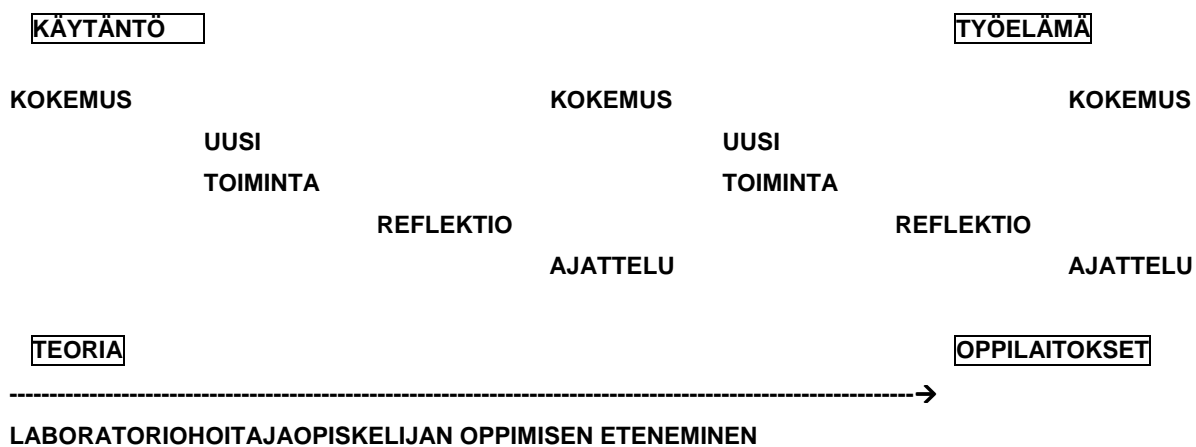 KÄYTÄNTÖ TYÖELÄMÄ
KOKEMUS KOKEMUS KOKEMUS
UUSI UUSI
TOIMINTA TOIMINTA
REFLEKTIO REFLEKTIO
AJATTELU AJATTELU
TEORIA OPPILAITOKSET
LABORATORIOHOITAJAOPISKELIJAN OPPIMISEN ETENEMINEN